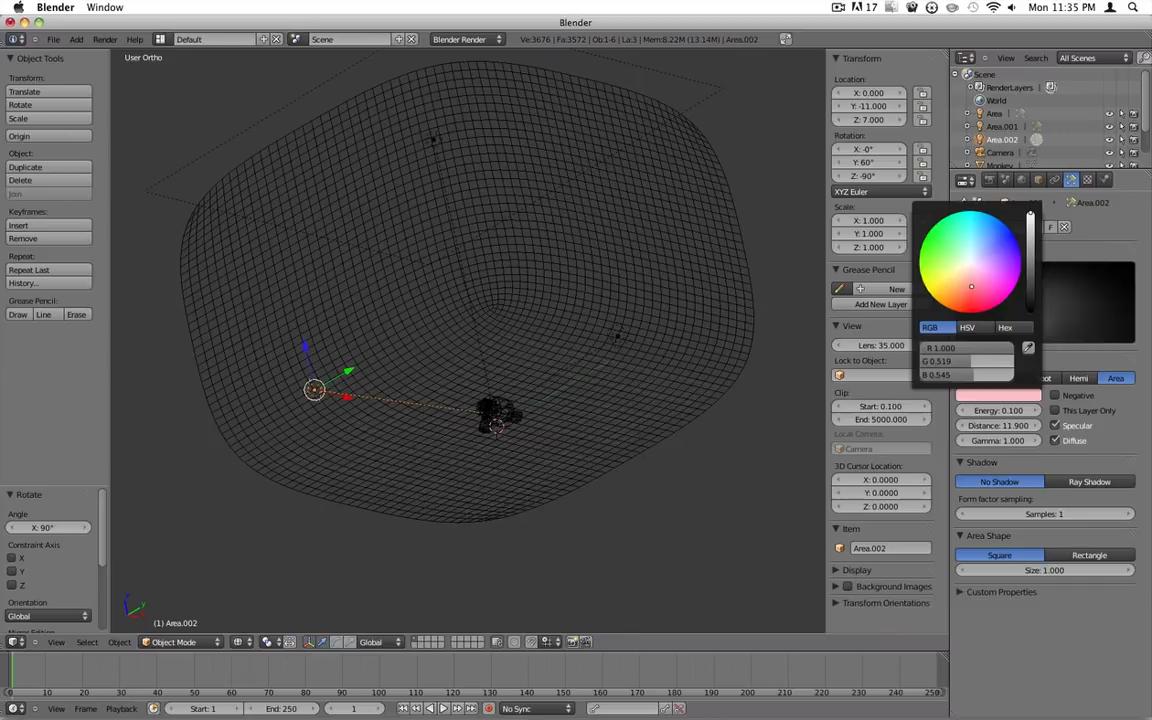 Blender Window
17 Mon 11:35 PM
Blender
File Add Render Help Default Scene Blender Render Ve:3676 | Fa:3572 | Ob:1-6 | La:3 | Mem:8.22M (13.14M) | Area.002
Object Tools
Transform:
Translate
Rotate
Scale
Origin
Object:
Duplicate
Delete
Join
Keyframes:
Insert
Remove
Repeat:
Repeat Last
History...
Grease Pencil:
Draw Line Erase
Rotate
Angle
X: 90°
Constraint Axis
X
Y
Z
Orientation
Global
User Ortho
(1) Area.002
Transform
Location:
X: 0.000
Y: -11.000
Z: 7.000
Rotation:
X: -0°
Y: 60°
Z: -90°
XYZ Euler
Scale:
X: 1.000
Y: 1.000
Z: 1.000
Grease Pencil
New
Add New Layer
View
Lens: 35.000
Lock to Object:
Clip:
Start: 0.100
End: 5000.000
Local Camera:
Camera
3D Cursor Location:
X: 0.0000
Y: 0.0000
Z: 0.0000
Item
Area.002
Display
Background Images
Transform Orientations
View Search All Scenes
Scene
RenderLayers
World
Area
Area.001
Area.002
Camera
Monkey
Area.002
F
RGB HSV Hex
R 1.000
G 0.519
B 0.545
Hemi Area
Negative
Energy: 0.100 This Layer Only
Distance: 11.900 Specular
Gamma: 1.000 Diffuse
Shadow
No Shadow Ray Shadow
Form factor sampling:
Samples: 1
Area Shape
Square Rectangle
Size: 1.000
Custom Properties
View Select Object Object Mode Global
0 10 20 30 40 50 60 70 80 90 100 110 120 130 140 150 160 170 180 190 200 210 220 230 240 250
View Frame Playback Start: 1 End: 250 1 No Sync